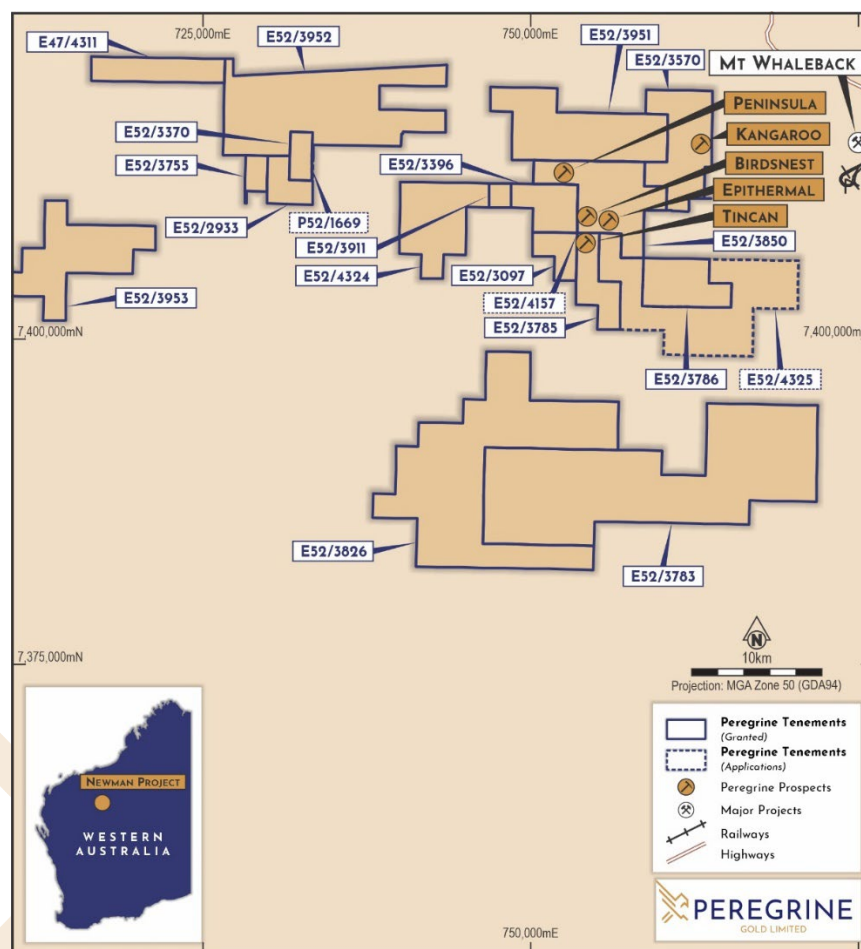 725,000mE
750,000mE
E47/4311
E52/3952
E52/3951
E52/3570
MT WHALEBACK
PENINSULA
KANGAROO
BIRDSNEST
EPITHERMAL
TINCAN
E52/3370
E52/3755
E52/3396
E52/2933
P52/1669
E52/3911
E52/4324
E52/3097
E52/3850
E52/3953
E52/4157
E52/3785
7,400,000mN
7,400,000m
E52/3786
E52/4325
E52/3826
E52/3783
7,375,000mN
N
10km
Projection: MGA Zone 50 (GDA94)
NEWMAN PROJECT
WESTERN
AUSTRALIA
Peregrine Tenements
(Granted)
Peregrine Tenements
(Applications)
Peregrine Prospects
Major Projects
Railways
Highways
PEREGRINE
GOLD LIMITED
750,000mE